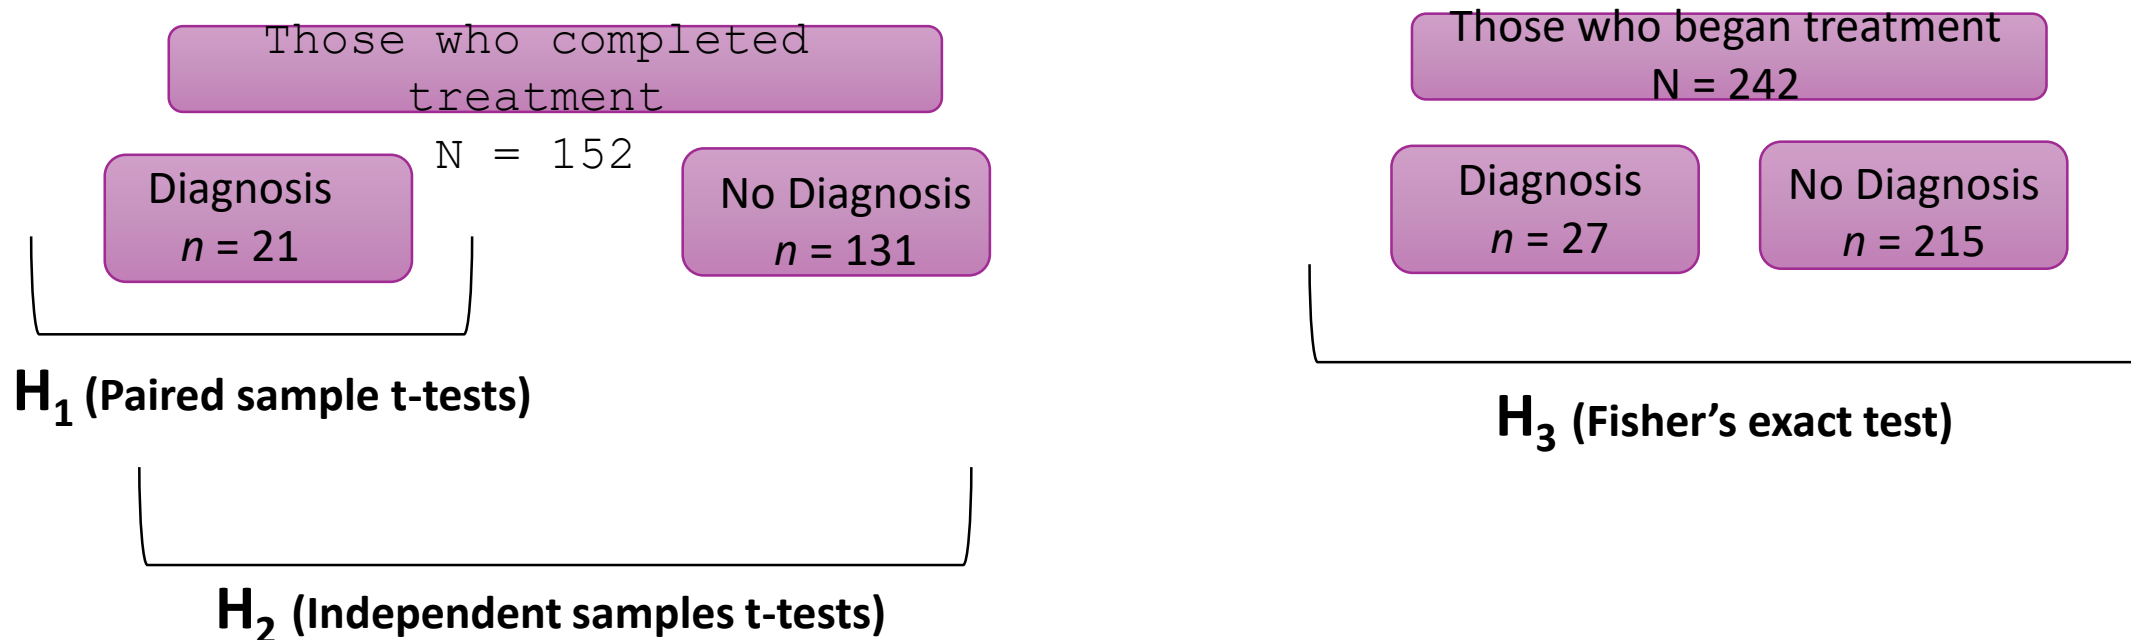 Those who completed
treatment
N = 152
Diagnosis
n = 21
No Diagnosis
n = 131
H1 (Paired sample t-tests)
H2 (Independent samples t-tests)
Those who began treatment
N = 242
Diagnosis
n = 27
No Diagnosis
n = 215
H3 (Fisher’s exact test)